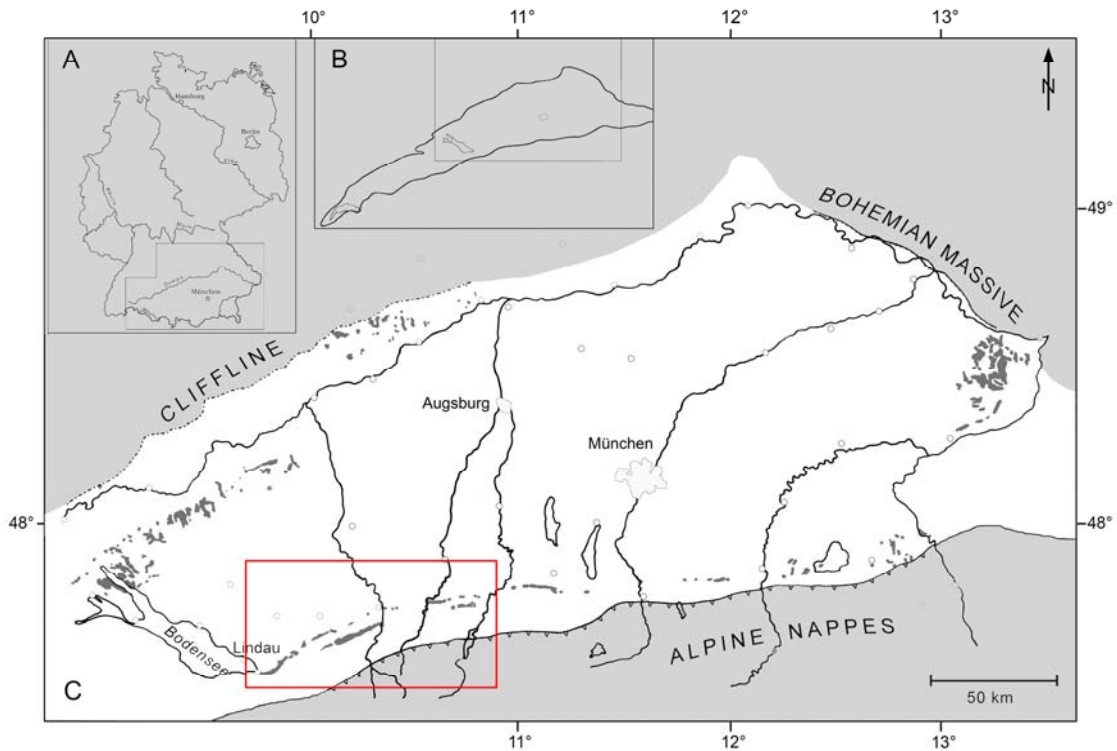 10°
11°
12°
13°
A
Hamburg
Berlin
Elbe
München
B
N
49°
BOHEMIAN MASSIVE
CLIFFLINE
Augsburg
München
48°
48°
Bodensee
Lindau
ALPINE NAPPES
C
50 km
11°
12°
13°